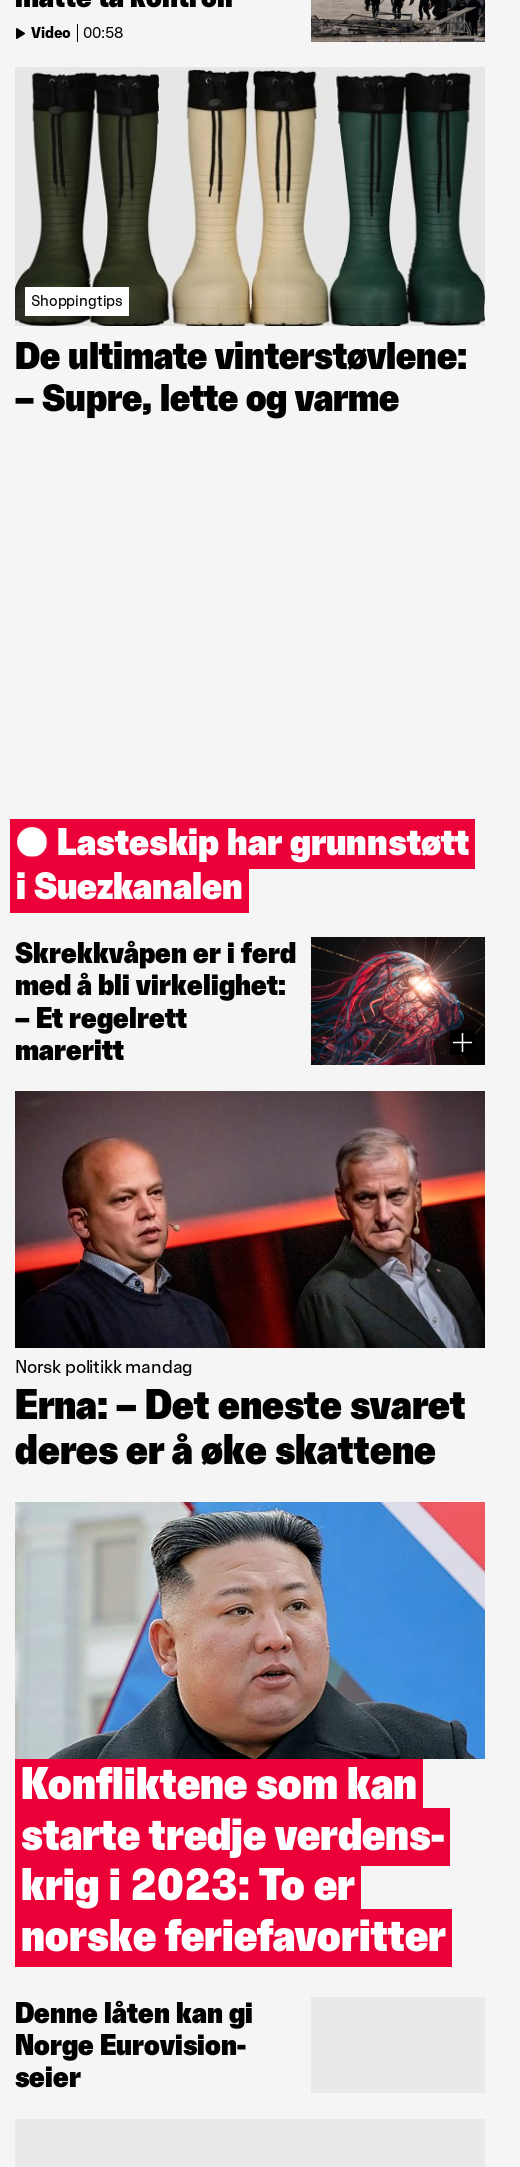 Video 00:58
Shoppingtips
De ultimate vinterstøvlene:
– Supre, lette og varme
Lasteskip har grunnstøtt
i Suezkanalen
Skrekkvåpen er i ferd
med å bli virkelighet:
– Et regelrett
mareritt
Norsk politikk mandag
Erna: – Det eneste svaret
deres er å øke skattene
Konfliktene som kan
starte tredje verdens-
krig i 2023: To er
norske feriefavoritter
Denne låten kan gi
Norge Eurovision-
seier